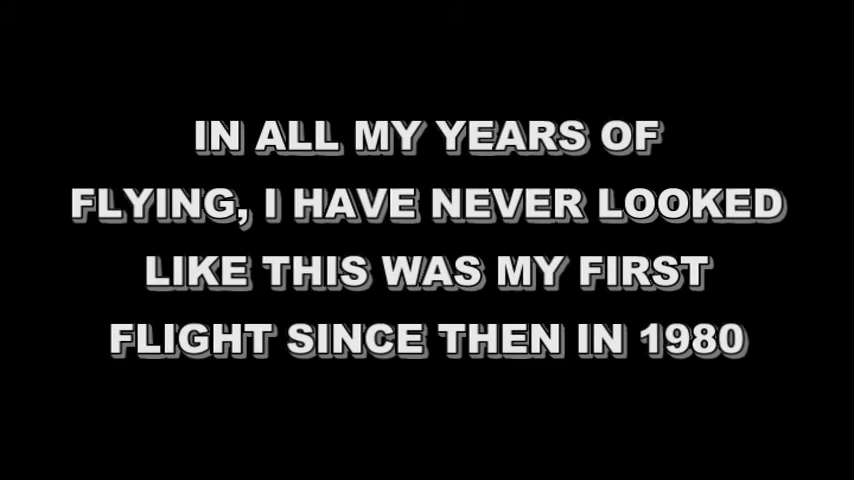 IN ALL MY YEARS OF
FLYING, I HAVE NEVER LOOKED
LIKE THIS WAS MY FIRST
FLIGHT SINCE THEN IN 1980